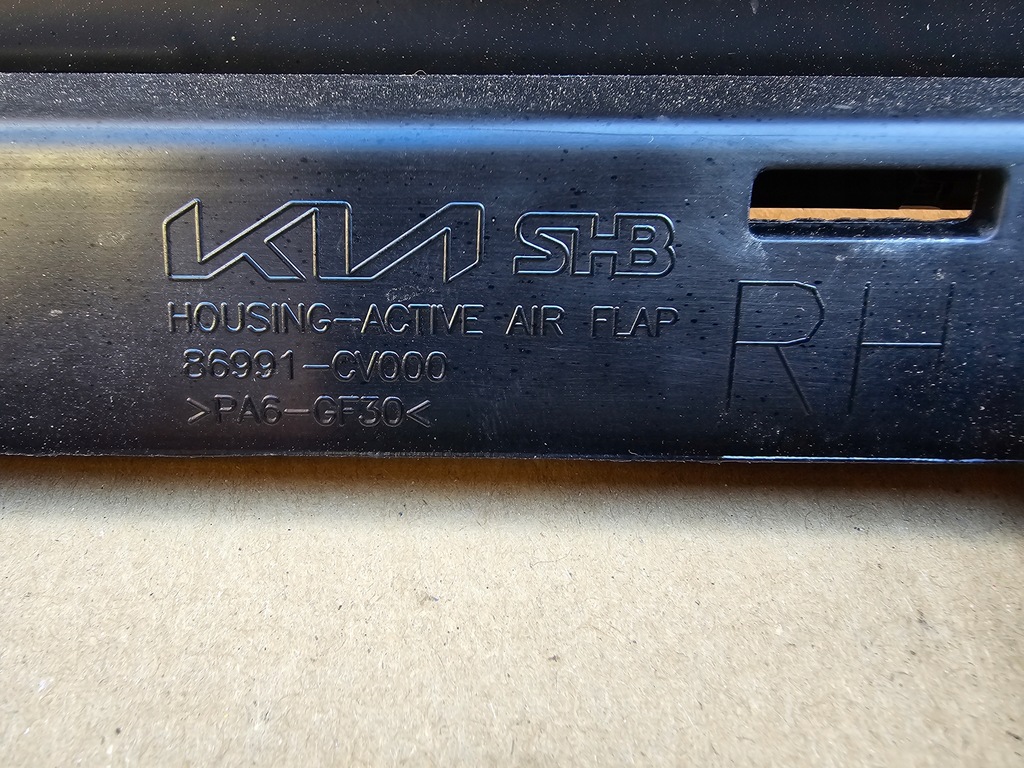 KIA SHB
HOUSING-ACTIVE AIR FLAP
86991-CV000
>PA6-GF30<
RH